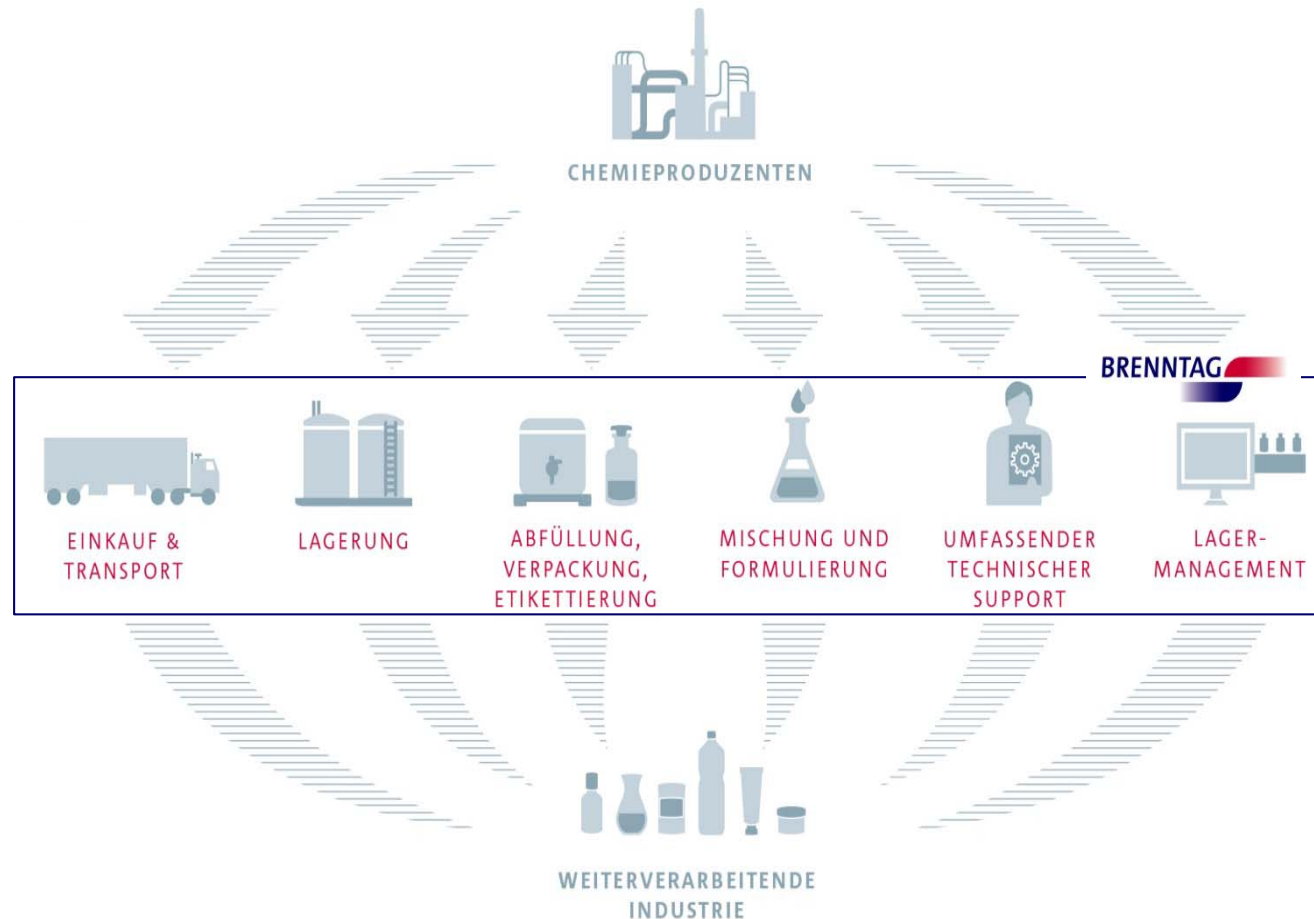 CHEMIEPRODUZENTEN
BRENNTAG
EINKAUF &
TRANSPORT
LAGERUNG
ABFÜLLUNG,
VERPACKUNG,
ETIKETTIERUNG
MISCHUNG UND
FORMULIERUNG
UMFASSENDER
TECHNISCHER
SUPPORT
LAGER-
MANAGEMENT
WEITERVERARBEITENDE
INDUSTRIE